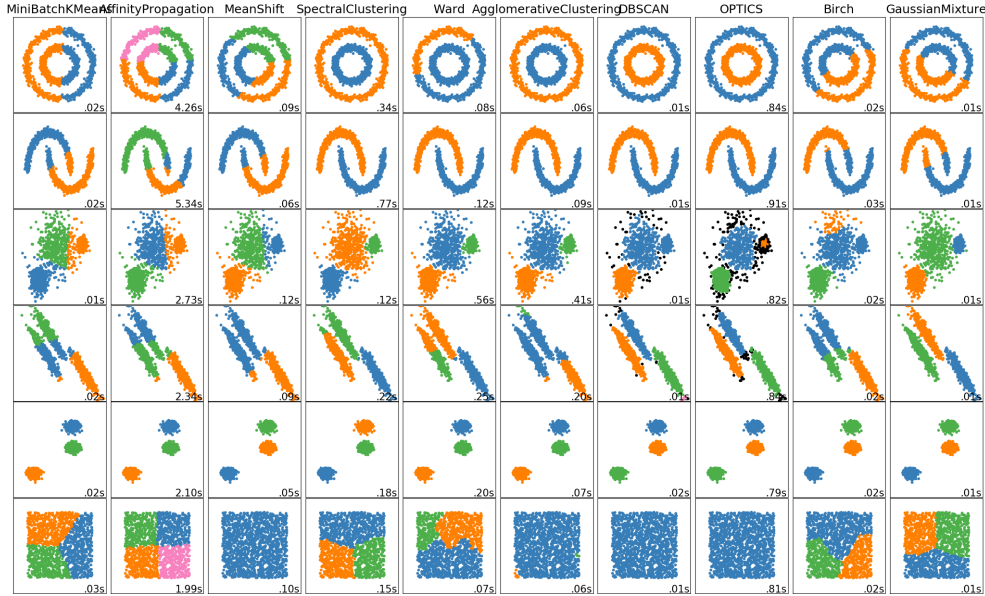 MiniBatchKMeans AffinityPropagation MeanShift SpectralClustering Ward AgglomerativeClustering DBSCAN OPTICS Birch GaussianMixture
.02s 4.26s .09s .34s .08s .06s .01s .84s .02s .01s
.02s 5.34s .06s .77s .12s .09s .01s .91s .03s .01s
.01s 2.73s .12s .12s .56s .41s .01s .82s .02s .01s
.02s 2.34s .09s .22s .25s .20s .01s .84s .02s .01s
.02s 2.10s .05s .18s .20s .07s .02s .79s .02s .01s
.03s 1.99s .10s .15s .07s .06s .01s .81s .02s .01s